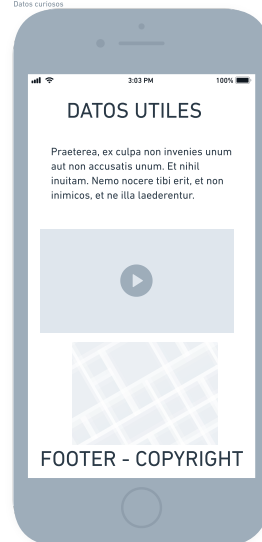 Datos curiosos
3:03 PM
100%
DATOS UTILES
Praeterea, ex culpa non invenies unum
aut non accusatis unum. Et nihil
inuitam. Nemo nocere tibi erit, et non
inimicos, et ne illa laederentur.
FOOTER - COPYRIGHT